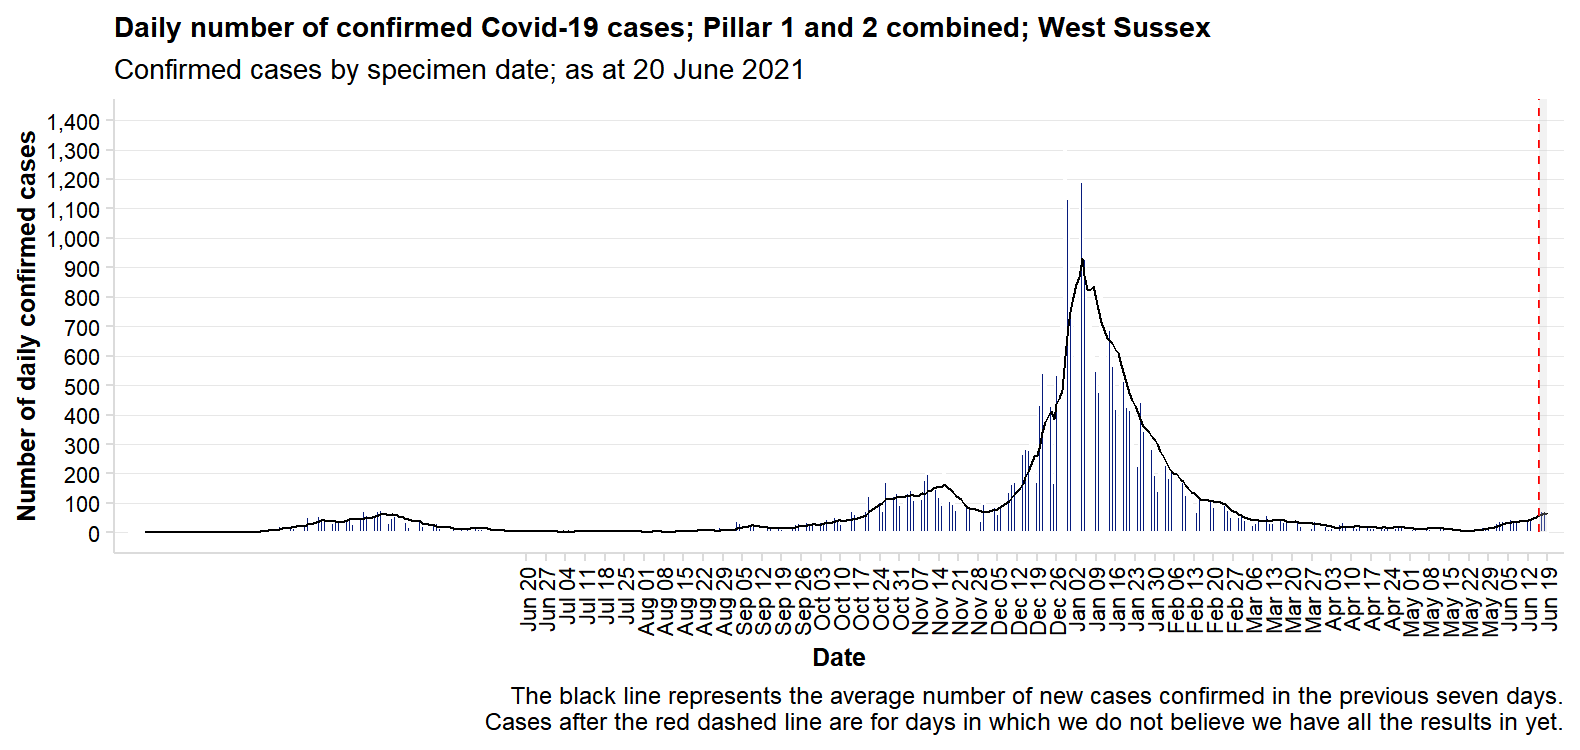 Daily number of confirmed Covid-19 cases; Pillar 1 and 2 combined; West Sussex
Confirmed cases by specimen date; as at 20 June 2021
Number of daily confirmed cases
1,400
1,300
1,200
1,100
1,000
900
800
700
600
500
400
300
200
100
0
Jun 20
Jun 27
Jul 04
Jul 11
Jul 18
Jul 25
Aug 01
Aug 08
Aug 15
Aug 22
Aug 29
Sep 05
Sep 12
Sep 19
Sep 26
Oct 03
Oct 10
Oct 17
Oct 24
Oct 31
Nov 07
Nov 14
Nov 21
Nov 28
Dec 05
Dec 12
Dec 19
Dec 26
Jan 02
Jan 09
Jan 16
Jan 23
Jan 30
Feb 06
Feb 13
Feb 20
Feb 27
Mar 06
Mar 13
Mar 20
Mar 27
Apr 03
Apr 10
Apr 17
Apr 24
May 01
May 08
May 15
May 22
May 29
Jun 05
Jun 12
Jun 19
Date
The black line represents the average number of new cases confirmed in the previous seven days.
Cases after the red dashed line are for days in which we do not believe we have all the results in yet.